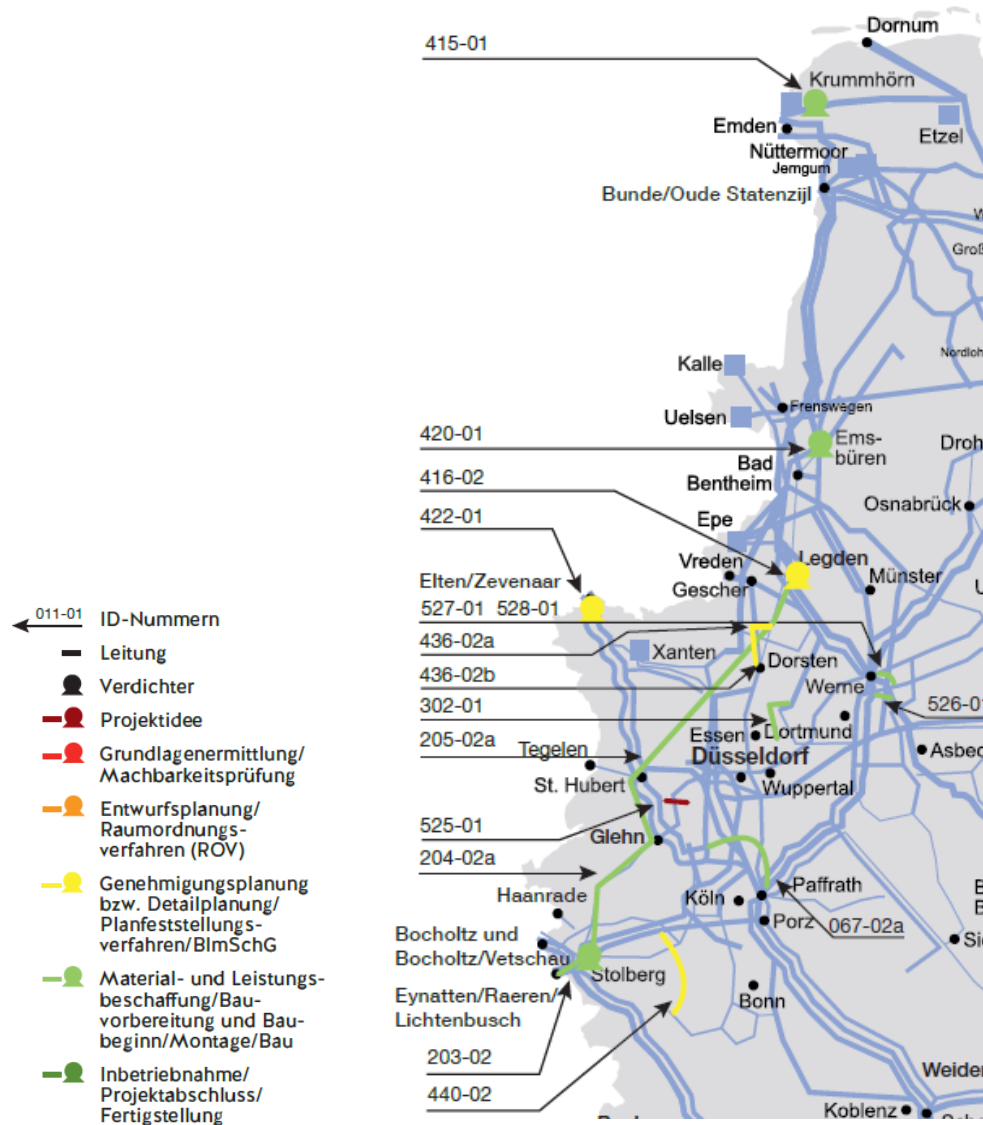 415-01
Dornum
Krummhörn
Emden
Etzel
Nüttermoor
Jemgum
Bunde/Oude Statenzijl
W
Groß
Nordloh
Kalle
Uelsen
Frenswegen
420-01
Ems-
büren
Droh
416-02
Bad
Bentheim
Osnabrück
422-01
Epe
Legden
Vreden
Münster
Elten/Zevenaar
Gescher
U
527-01 528-01
436-02a
Xanten
Dorsten
436-02b
Werne
302-01
526-01
Essen
Dortmund
205-02a
Düsseldorf
Asbec
Tegelen
St. Hubert
Wuppertal
525-01
Glehn
204-02a
Haanrade
Köln
Paffrath
B
B
Porz
067-02a
Sie
Bocholtz und
Bocholtz/Vetschau
Stolberg
Bonn
Eynatten/Raeren/
Lichtenbusch
203-02
440-02
Weider
Koblenz
011-01
ID-Nummern
Leitung
Verdichter
Projektidee
Grundlagenermittlung/
Machbarkeitsprüfung
Entwurfsplanung/
Raumordnungs-
verfahren (ROV)
Genehmigungsplanung
bzw. Detailplanung/
Planfeststellungs-
verfahren/BImSchG
Material- und Leistungs-
beschaffung/Bau-
vorbereitung und Bau-
beginn/Montage/Bau
Inbetriebnahme/
Projektabschluss/
Fertigstellung